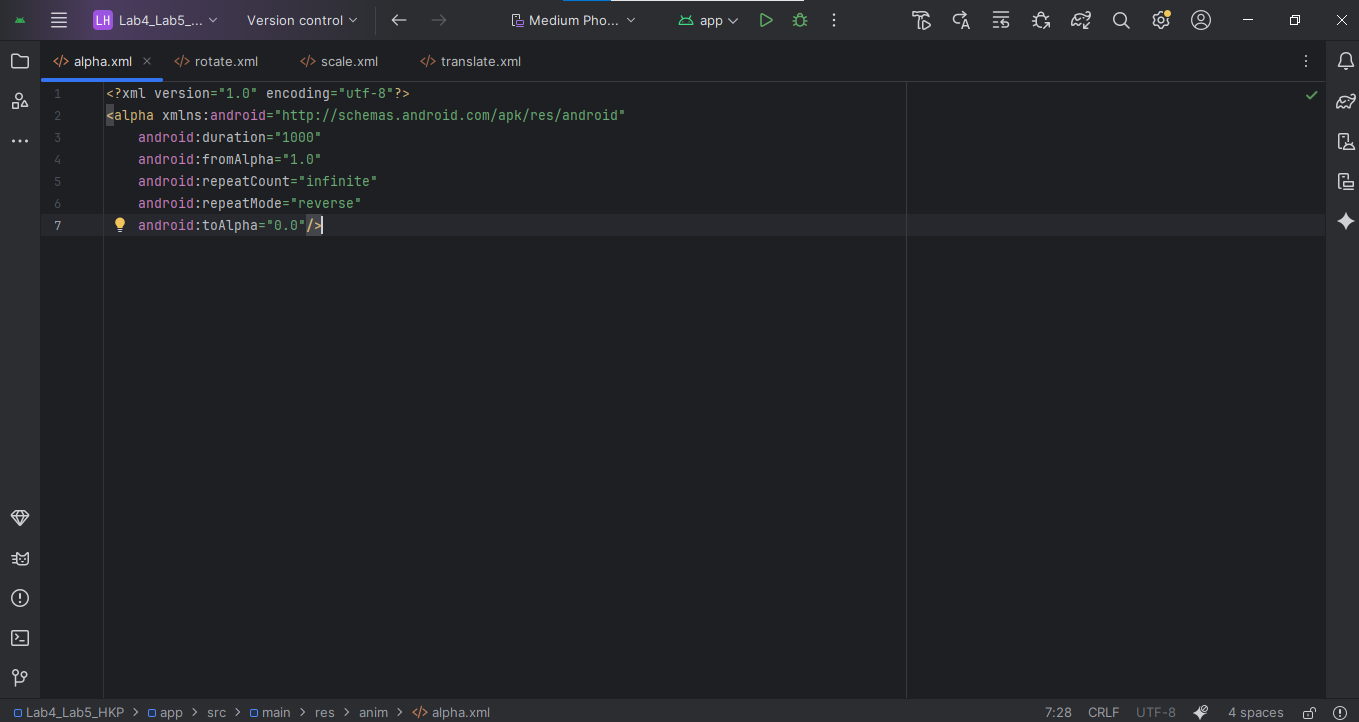 LH Lab4_Lab5_... Version control Medium Pho... app
alpha.xml rotate.xml scale.xml translate.xml
1 <?xml version="1.0" encoding="utf-8"?>
2 <alpha xmlns:android="http://schemas.android.com/apk/res/android"
3 android:duration="1000"
4 android:fromAlpha="1.0"
5 android:repeatCount="infinite"
6 android:repeatMode="reverse"
7 android:toAlpha="0.0"/>
Lab4_Lab5_HKP > app > src > main > res > anim > alpha.xml 7:28 CRLF UTF-8 4 spaces